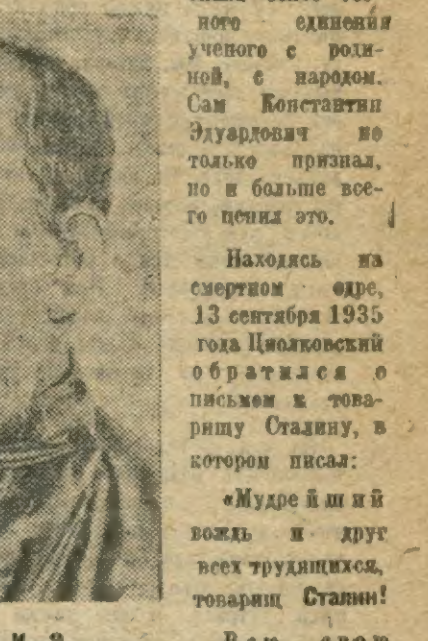 ного единения
ученого с роди-
ной, с народом.
Сам Константин
Эдуардович не
только признал,
но и больше все-
го ценил это.
Находясь на
смертном одре,
13 сентября 1935
года Циолковский
обратился с
письмом к това-
рищу Сталину, в
котором писал:
«Мудрейший
вождь и друг
всех трудящихся,
товарищ Сталин!
Всю свою